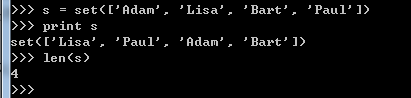 >>> s = set(['Adam', 'Lisa', 'Bart', 'Paul'])
>>> print s
set(['Lisa', 'Paul', 'Adam', 'Bart'])
>>> len(s)
4
>>>